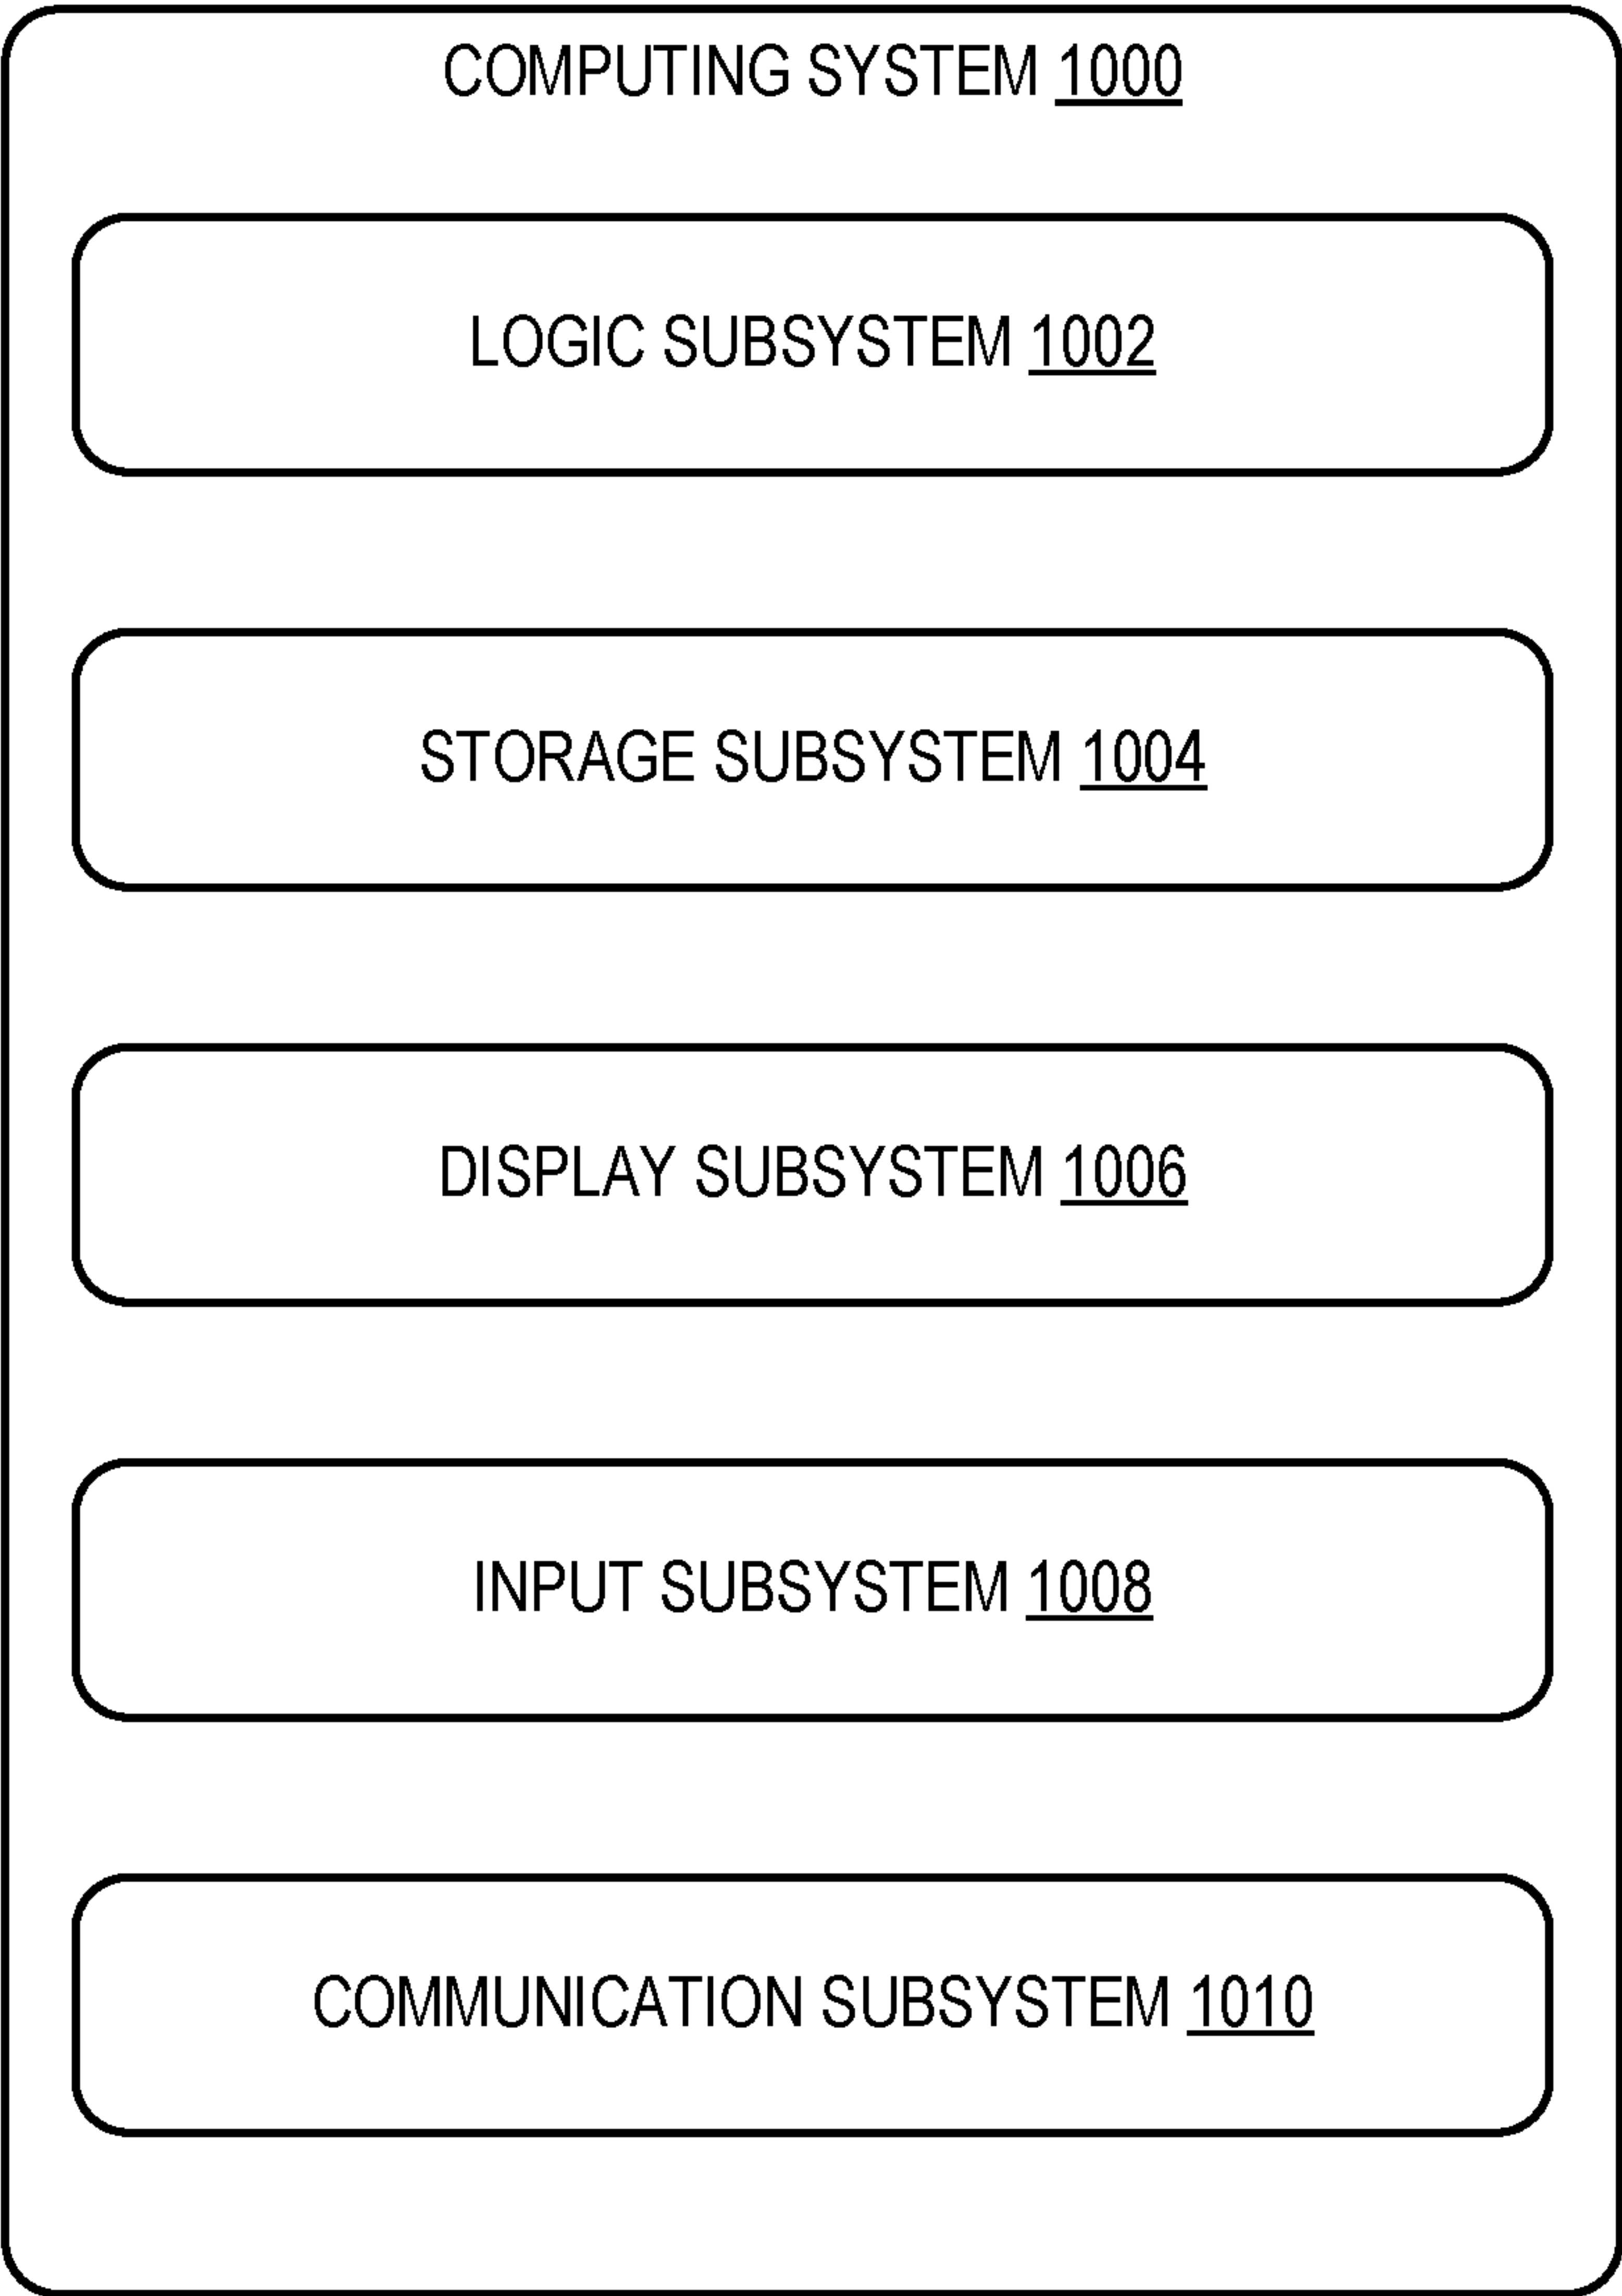 COMPUTING SYSTEM 1000
LOGIC SUBSYSTEM 1002
STORAGE SUBSYSTEM 1004
DISPLAY SUBSYSTEM 1006
INPUT SUBSYSTEM 1008
COMMUNICATION SUBSYSTEM 1010